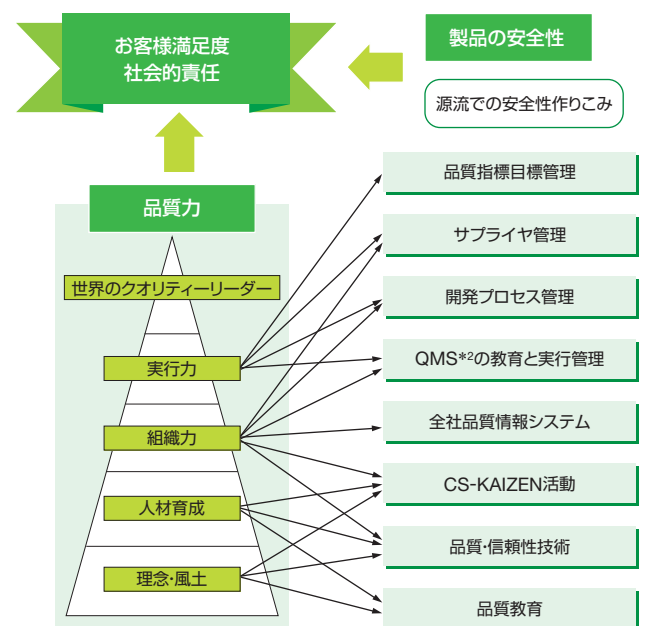 お客様満足度
社会的責任
製品の安全性
源流での安全性作りこみ
品質力
世界のクオリティーリーダー
実行力
組織力
人材育成
理念・風土
品質指標目標管理
サプライヤ管理
開発プロセス管理
QMS*2の教育と実行管理
全社品質情報システム
CS-KAIZEN活動
品質・信頼性技術
品質教育